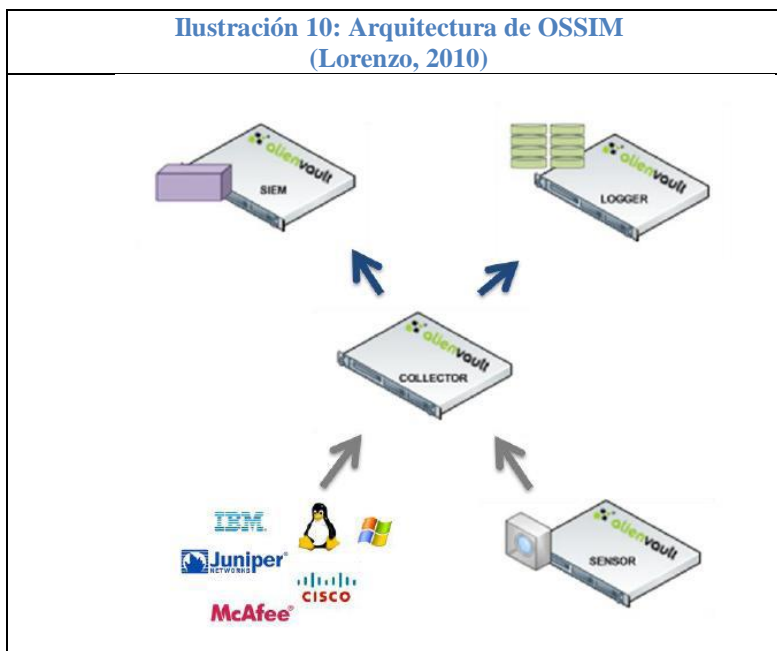 Ilustración 10: Arquitectura de OSSIM
(Lorenzo, 2010)
alienvault
SIEM
alienvault
LOGGER
alienvault
COLLECTOR
IBM
Juniper
NETWORKS
CISCO
McAfee
alienvault
SENSOR